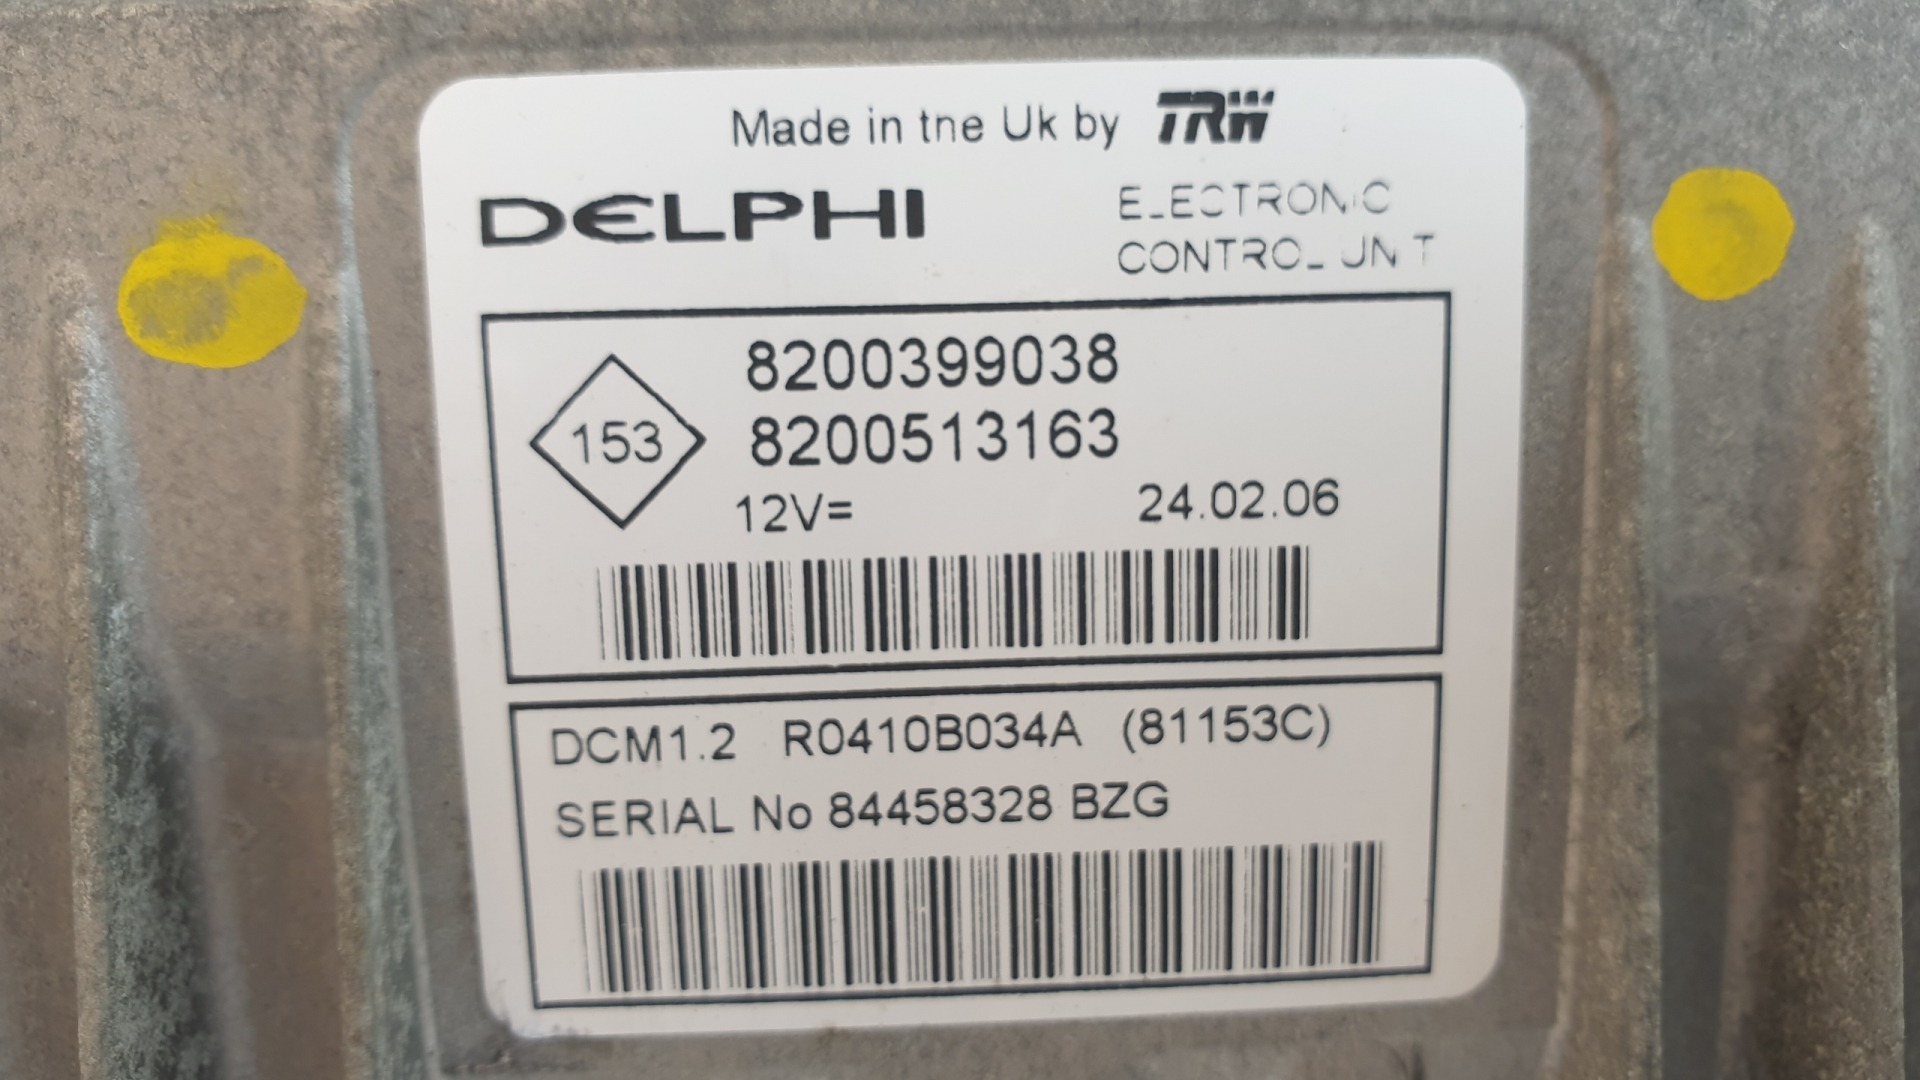 Made in the Uk by TRW
DELPHI
ELECTRONIC
CONTROL UNIT
8200399038
153
8200513163
12V= 24.02.06
DCM1.2 R0410B034A (81153C)
SERIAL No 84458328 BZG